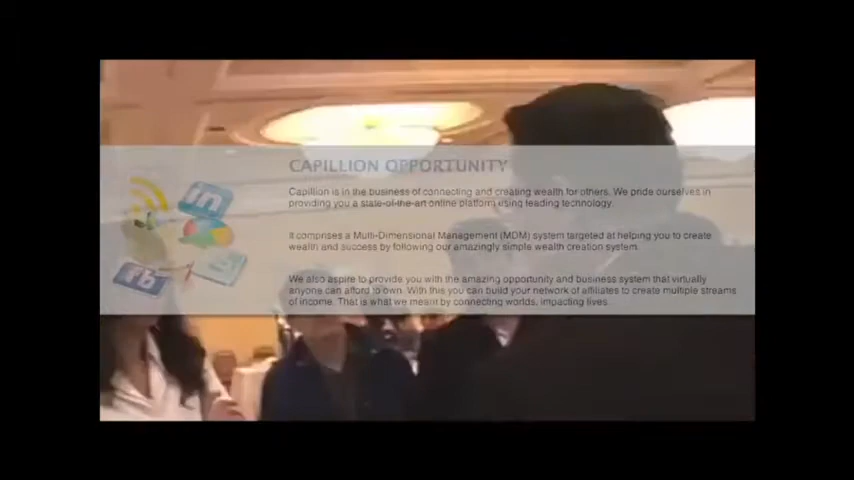 CAPILLION OPPORTUNITY
Capillion is in the business of connecting and creating wealth for others. We pride ourselves in
providing you a state-of-the-art online platform using leading technology.
It comprises a Multi-Dimensional Management (MDM) system targeted at helping you to create
wealth and success by following our amazingly simple wealth creation system.
We also aspire to provide you with the amazing opportunity and business system that virtually
anyone can afford to own. With this you can build your network of affiliates to create multiple streams
of income. That is what we meant by connecting worlds, impacting lives.
in
fb